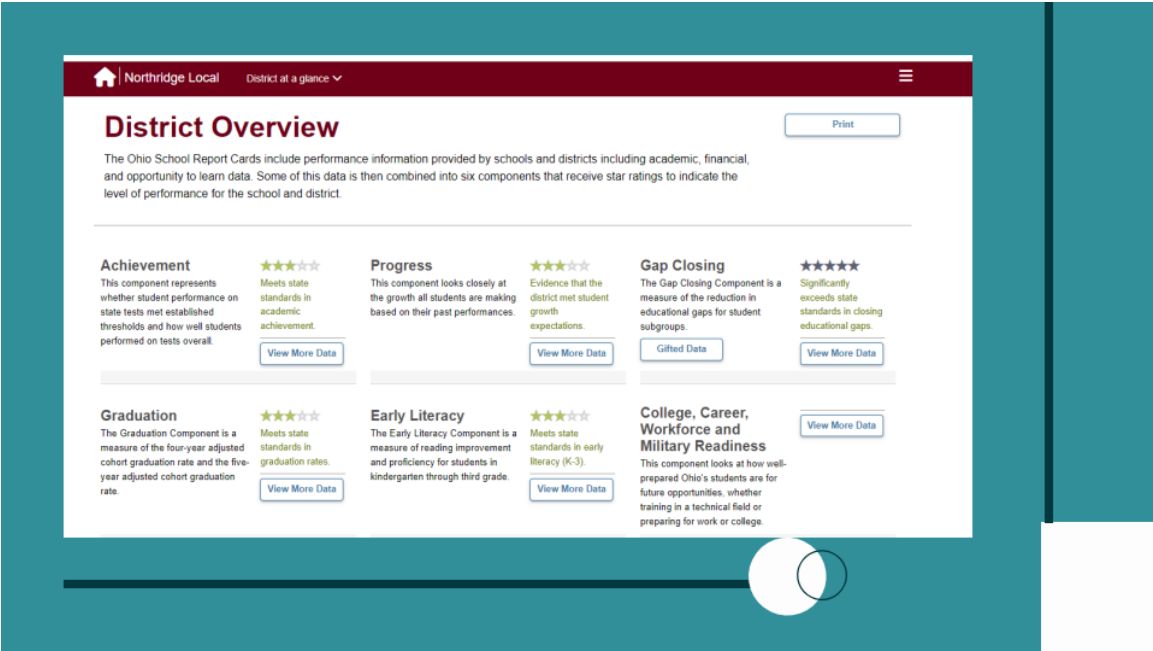 Northridge Local
District at a glance
District Overview
Print
The Ohio School Report Cards include performance information provided by schools and districts including academic, financial,
and opportunity to learn data. Some of this data is then combined into six components that receive star ratings to indicate the
level of performance for the school and district.
Achievement
This component represents
whether student performance on
state tests met established
thresholds and how well students
performed on tests overall.
★★★☆☆
Meets state
standards in
academic
achievement.
View More Data
Progress
This component looks closely at
the growth all students are making
based on their past performances.
★★★☆☆
Evidence that the
district met student
growth
expectations.
View More Data
Gap Closing
The Gap Closing Component is a
measure of the reduction in
educational gaps for student
subgroups.
Gifted Data
★★★★★
Significantly
exceeds state
standards in closing
educational gaps.
View More Data
Graduation
The Graduation Component is a
measure of the four-year adjusted
cohort graduation rate and the five-
year adjusted cohort graduation
rate.
★★★☆☆
Meets state
standards in
graduation rates.
View More Data
Early Literacy
The Early Literacy Component is a
measure of reading improvement
and proficiency for students in
kindergarten through third grade.
★★★☆☆
Meets state
standards in early
literacy (K-3).
View More Data
College, Career,
Workforce and
Military Readiness
This component looks at how well-
prepared Ohio's students are for
future opportunities, whether
training in a technical field or
preparing for work or college.
View More Data